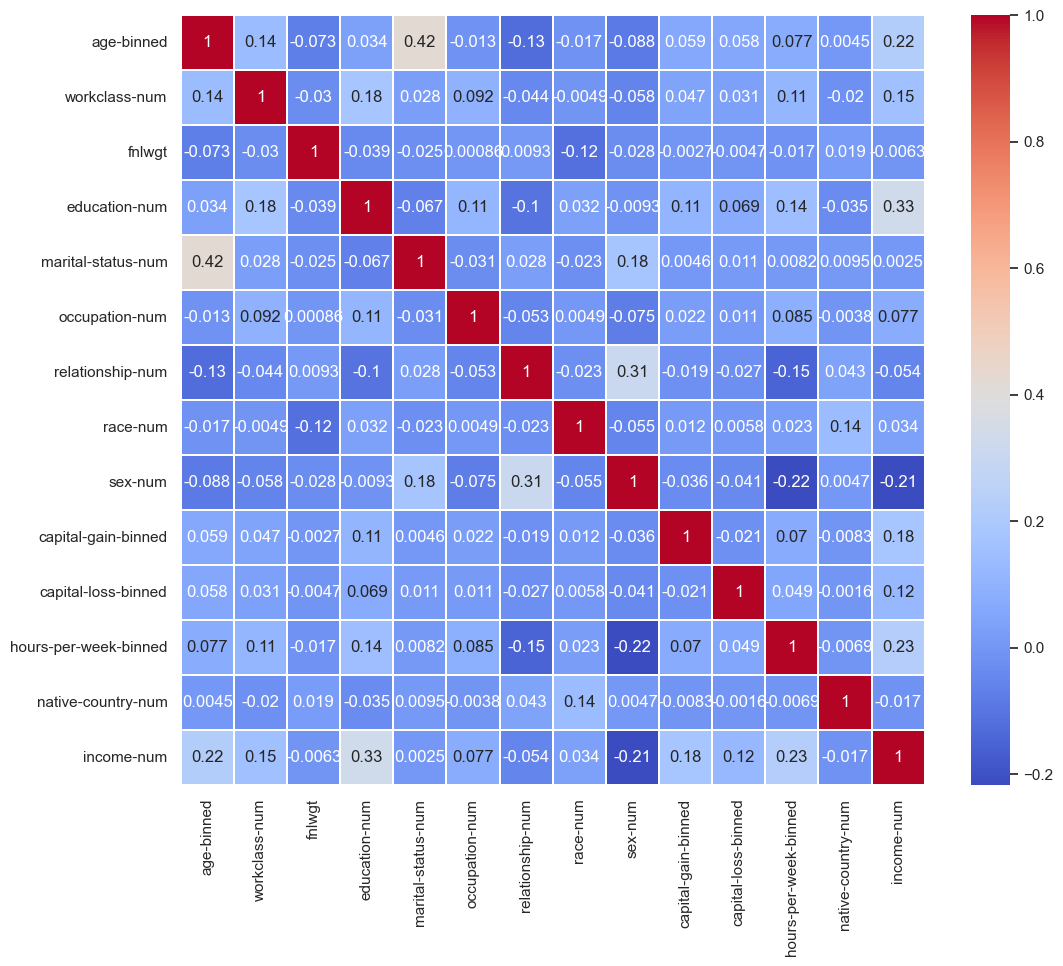 age-binned 1 0.14 -0.073 0.034 0.42 -0.013 -0.13 -0.017 -0.088 0.059 0.058 0.077 0.0045 0.22
workclass-num 0.14 1 -0.03 0.18 0.028 0.092 -0.044 -0.0049 -0.058 0.047 0.031 0.11 -0.02 0.15
fnlwgt -0.073 -0.03 1 -0.039 -0.025 0.00086 0.0093 -0.12 -0.028 -0.0027 -0.0047 -0.017 0.019 -0.0063
education-num 0.034 0.18 -0.039 1 -0.067 0.11 -0.1 0.032 -0.0093 0.11 0.069 0.14 -0.035 0.33
marital-status-num 0.42 0.028 -0.025 -0.067 1 -0.031 0.028 -0.023 0.18 0.0046 0.011 0.0082 0.0095 0.0025
occupation-num -0.013 0.092 0.00086 0.11 -0.031 1 -0.053 0.0049 -0.075 0.022 0.011 0.085 -0.0038 0.077
relationship-num -0.13 -0.044 0.0093 -0.1 0.028 -0.053 1 -0.023 0.31 -0.019 -0.027 -0.15 0.043 -0.054
race-num -0.017 -0.0049 -0.12 0.032 -0.023 0.0049 -0.023 1 -0.055 0.012 0.0058 0.023 0.14 0.034
sex-num -0.088 -0.058 -0.028 -0.0093 0.18 -0.075 0.31 -0.055 1 -0.036 -0.041 -0.22 0.0047 -0.21
capital-gain-binned 0.059 0.047 -0.0027 0.11 0.0046 0.022 -0.019 0.012 -0.036 1 -0.021 0.07 -0.0083 0.18
capital-loss-binned 0.058 0.031 -0.0047 0.069 0.011 0.011 -0.027 0.0058 -0.041 -0.021 1 0.049 -0.0016 0.12
hours-per-week-binned 0.077 0.11 -0.017 0.14 0.0082 0.085 -0.15 0.023 -0.22 0.07 0.049 1 -0.0069 0.23
native-country-num 0.0045 -0.02 0.019 -0.035 0.0095 -0.0038 0.043 0.14 0.0047 -0.0083 -0.0016 -0.0069 1 -0.017
income-num 0.22 0.15 -0.0063 0.33 0.0025 0.077 -0.054 0.034 -0.21 0.18 0.12 0.23 -0.017 1
age-binned
workclass-num
fnlwgt
education-num
marital-status-num
occupation-num
relationship-num
race-num
sex-num
capital-gain-binned
capital-loss-binned
hours-per-week-binned
native-country-num
income-num
1.0
0.8
0.6
0.4
0.2
0.0
−0.2